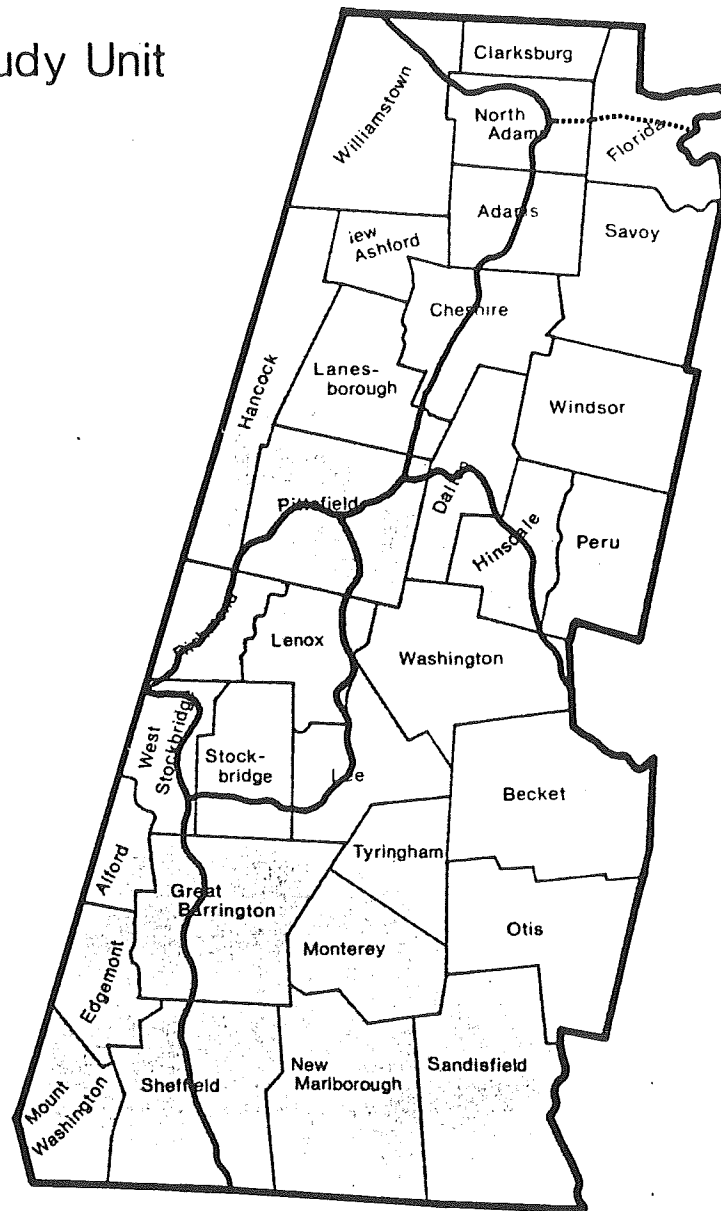 udy Unit
Clarksburg
Williamstown
North
Adams
Florida
Adams
Savoy
iew
Ashford
Cheshire
Hancock
Lanes-
borough
Windsor
Pittsfield
Dalton
Hinsdale
Peru
Richmond
Lenox
Washington
West
Stockbridge
Stock-
bridge
Lee
Becket
Alford
Tyringham
Great
Barrington
Otis
Monterey
Edgemont
Mount
Washington
Sheffield
New
Marlborough
Sandisfield